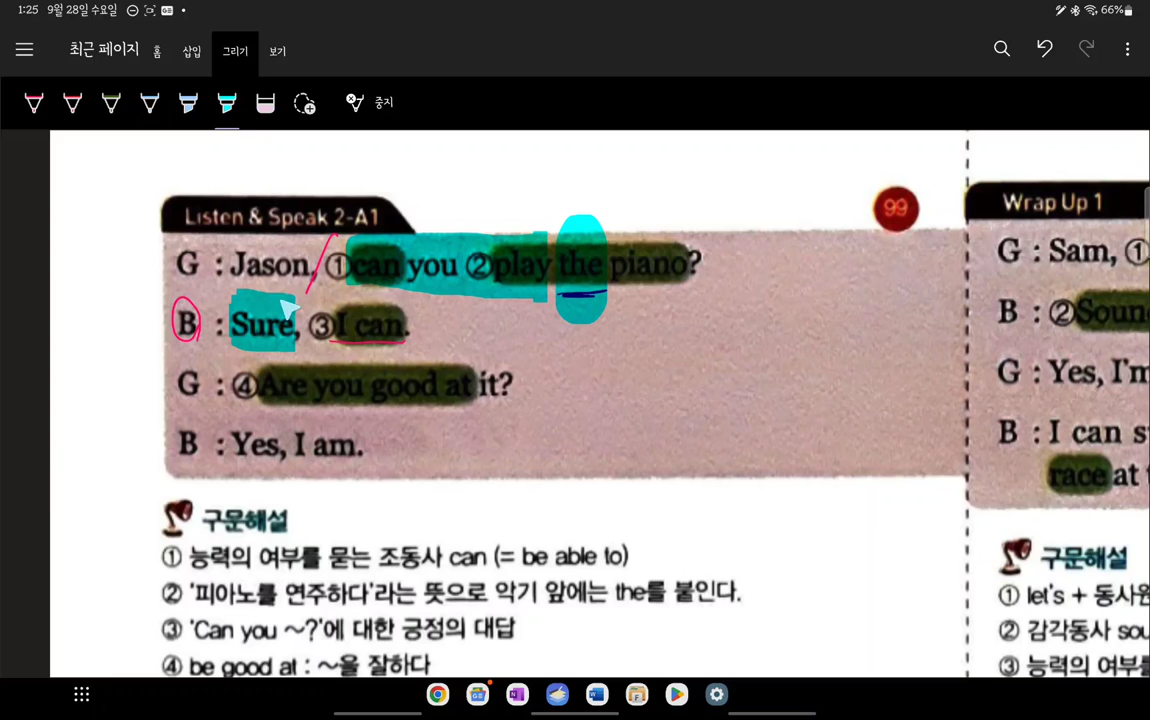 1:25 9월 28일 수요일 66%
최근 페이지 홈 삽입 그리기 보기
중지
Listen & Speak 2-A1
99
G : Jason, ①can you ②play the piano?
B : Sure, ③I can.
G : ④Are you good at it?
B : Yes, I am.
구문해설
① 능력의 여부를 묻는 조동사 can (= be able to)
② '피아노를 연주하다'라는 뜻으로 악기 앞에는 the를 붙인다.
③ 'Can you ～?'에 대한 긍정의 대답
④ be good at : ～을 잘하다
Wrap Up 1
G : Sam, ①
B : ②Soun
G : Yes, I'm
B : I can s
race at t
구문해설
① let's + 동사원
② 감각동사 sou
③ 능력의 여부를